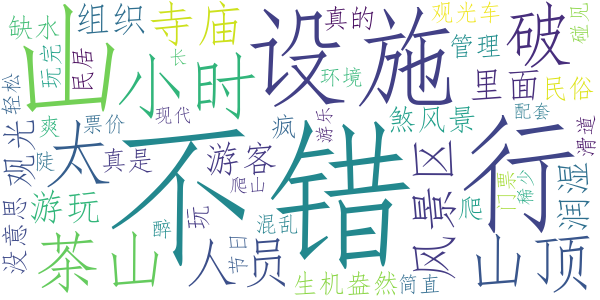 缺水
组织
寺庙
真的
观光车
碰见
玩完
山
小时
设施
破
管理
里面
民俗
轻松
民居
长
环境
爽
票价
现代
疯
游乐
煞风景
配套
滑道
观光
陡
太
真是
不错
游客
行
风景区
爬山
没意思
游玩
玩
混乱
爬
门票
稀少
润湿
茶山
醉
人员
节日
生机盎然
简直
山顶